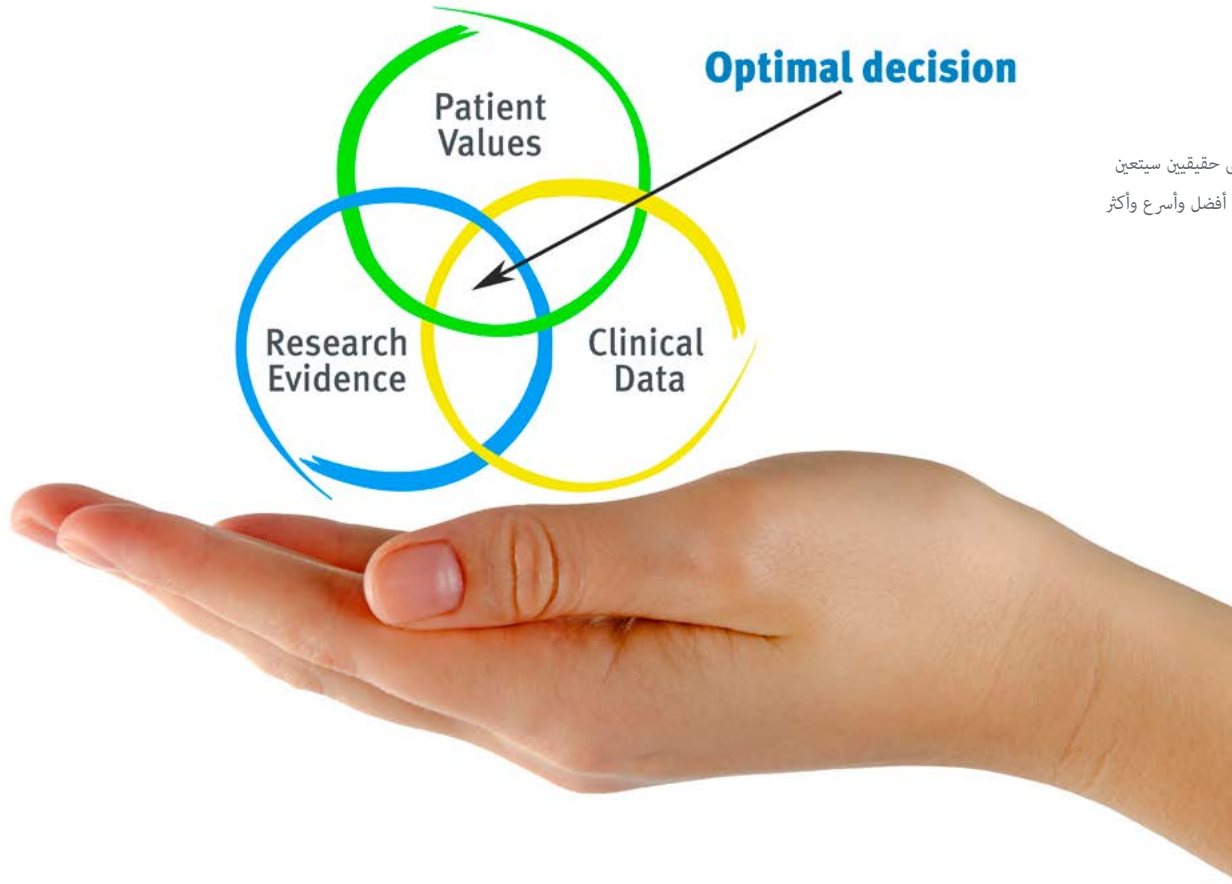 Optimal decision
Patient
Values
Research
Evidence
Clinical
Data
حقيقيين سيتعين
أفضل وأسرع وأكثر